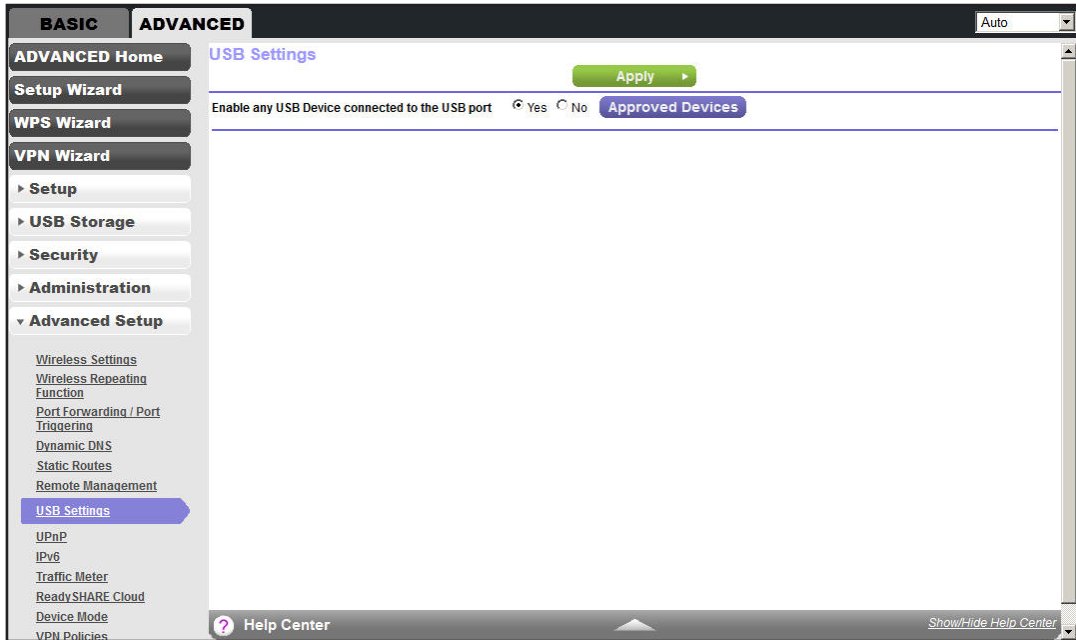 BASIC
ADVANCED
Auto
ADVANCED Home
Setup Wizard
WPS Wizard
VPN Wizard
Setup
USB Storage
Security
Administration
Advanced Setup
Wireless Settings
Wireless Repeating
Function
Port Forwarding / Port
Triggering
Dynamic DNS
Static Routes
Remote Management
USB Settings
UPnP
IPv6
Traffic Meter
ReadySHARE Cloud
Device Mode
VPN Policies
USB Settings
Apply
Enable any USB Device connected to the USB port Yes No Approved Devices
? Help Center
Show/Hide Help Center